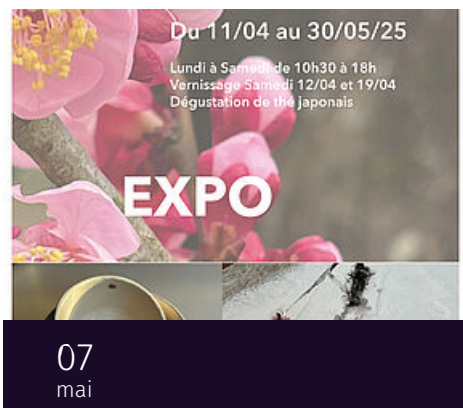 Du 11/04 au 30/05/25
Lundi à Samedi de 10h30 à 18h
Vernissage Samedi 12/04 et 19/04
Dégustation de thé japonais
EXPO
07
mai